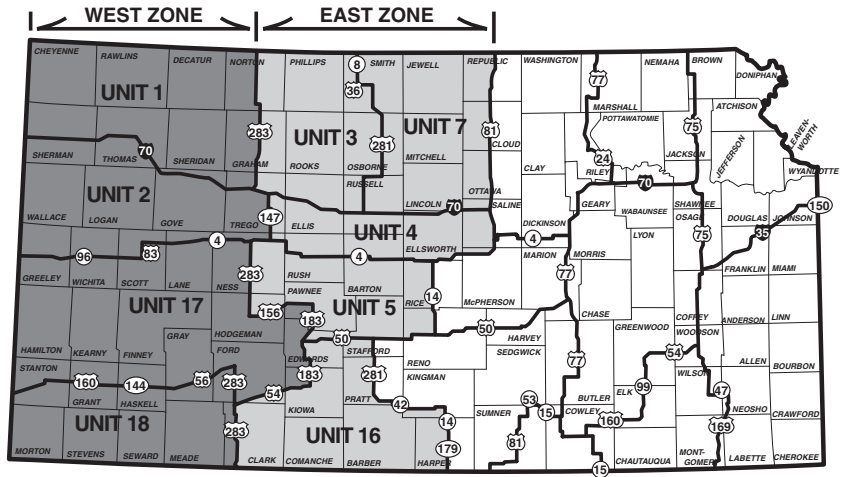 WEST ZONE EAST ZONE
CHEYENNE RAWLINS DECATUR NORTON PHILLIPS 8 SMITH JEWELL REPUBLIC WASHINGTON NEMAHA BROWN
DONIPHAN
UNIT 1 36 77
MARSHALL ATCHISON
283 UNIT 3 281 UNIT 7 81 POTTAWATOMIE 75
CLOUD JEFFERSON LEAVEN-
WORTH
SHERMAN THOMAS 70 SHERIDAN GRAHAM ROOKS OSBORNE MITCHELL CLAY 24 RILEY JACKSON
WYANDOTTE
RUSSELL
UNIT 2 70
LINCOLN 70 OTTAWA SALINE GEARY WABAUNSEE SHAWNEE 150
WALLACE LOGAN GOVE TREGO 147 ELLIS UNIT 4 DICKINSON OSAGE DOUGLAS JOHNSON
LYON 75 35
96 83 4 4 ELLSWORTH 4
MARION MORRIS
GREELEY WICHITA SCOTT LANE NESS 283 RUSH BARTON 77 FRANKLIN MIAMI
PAWNEE
UNIT 17 156 UNIT 5 RICE 14 McPHERSON
183 CHASE COFFEY ANDERSON LINN
HAMILTON KEARNY FINNEY GRAY HODGEMAN 50 50 GREENWOOD WOODSON
FORD STAFFORD HARVEY
EDWARDS SEDGWICK 54
STANTON RENO ALLEN BOURBON
160 144 56 283 183 281 KINGMAN 77 WILSON
GRANT HASKELL 54 PRATT 42 53 BUTLER ELK 99 47
UNIT 18 KIOWA 14 SUMNER 15 COWLEY 160 NEOSHO CRAWFORD
283 UNIT 16 179 81 169
MORTON STEVENS SEWARD MEADE CLARK COMANCHE BARBER HARPER CHAUTAUQUA MONT-
GOMERY LABETTE CHEROKEE
15